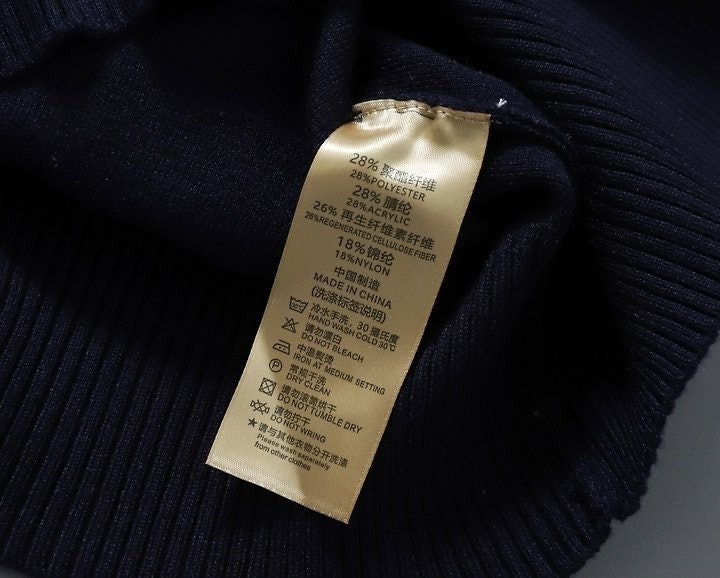 28% 聚酯纤维
28%POLYESTER
28% 腈纶
28%ACRYLIC
26% 再生纤维素纤维
26%REGENERATED CELLULOSE FIBER
18% 锦纶
18%NYLON
中国制造
MADE IN CHINA
(洗涤标签说明)
冷水手洗，30 摄氏度
HAND WASH COLD 30℃
请勿漂白
DO NOT BLEACH
中温熨烫
IRON AT MEDIUM SETTING
P
常规干洗
DRY CLEAN
请勿滚筒烘干
DO NOT TUMBLE DRY
请勿拧干
DO NOT WRING
★请与其他衣物分开洗涤
Please wash separately
from other clothes